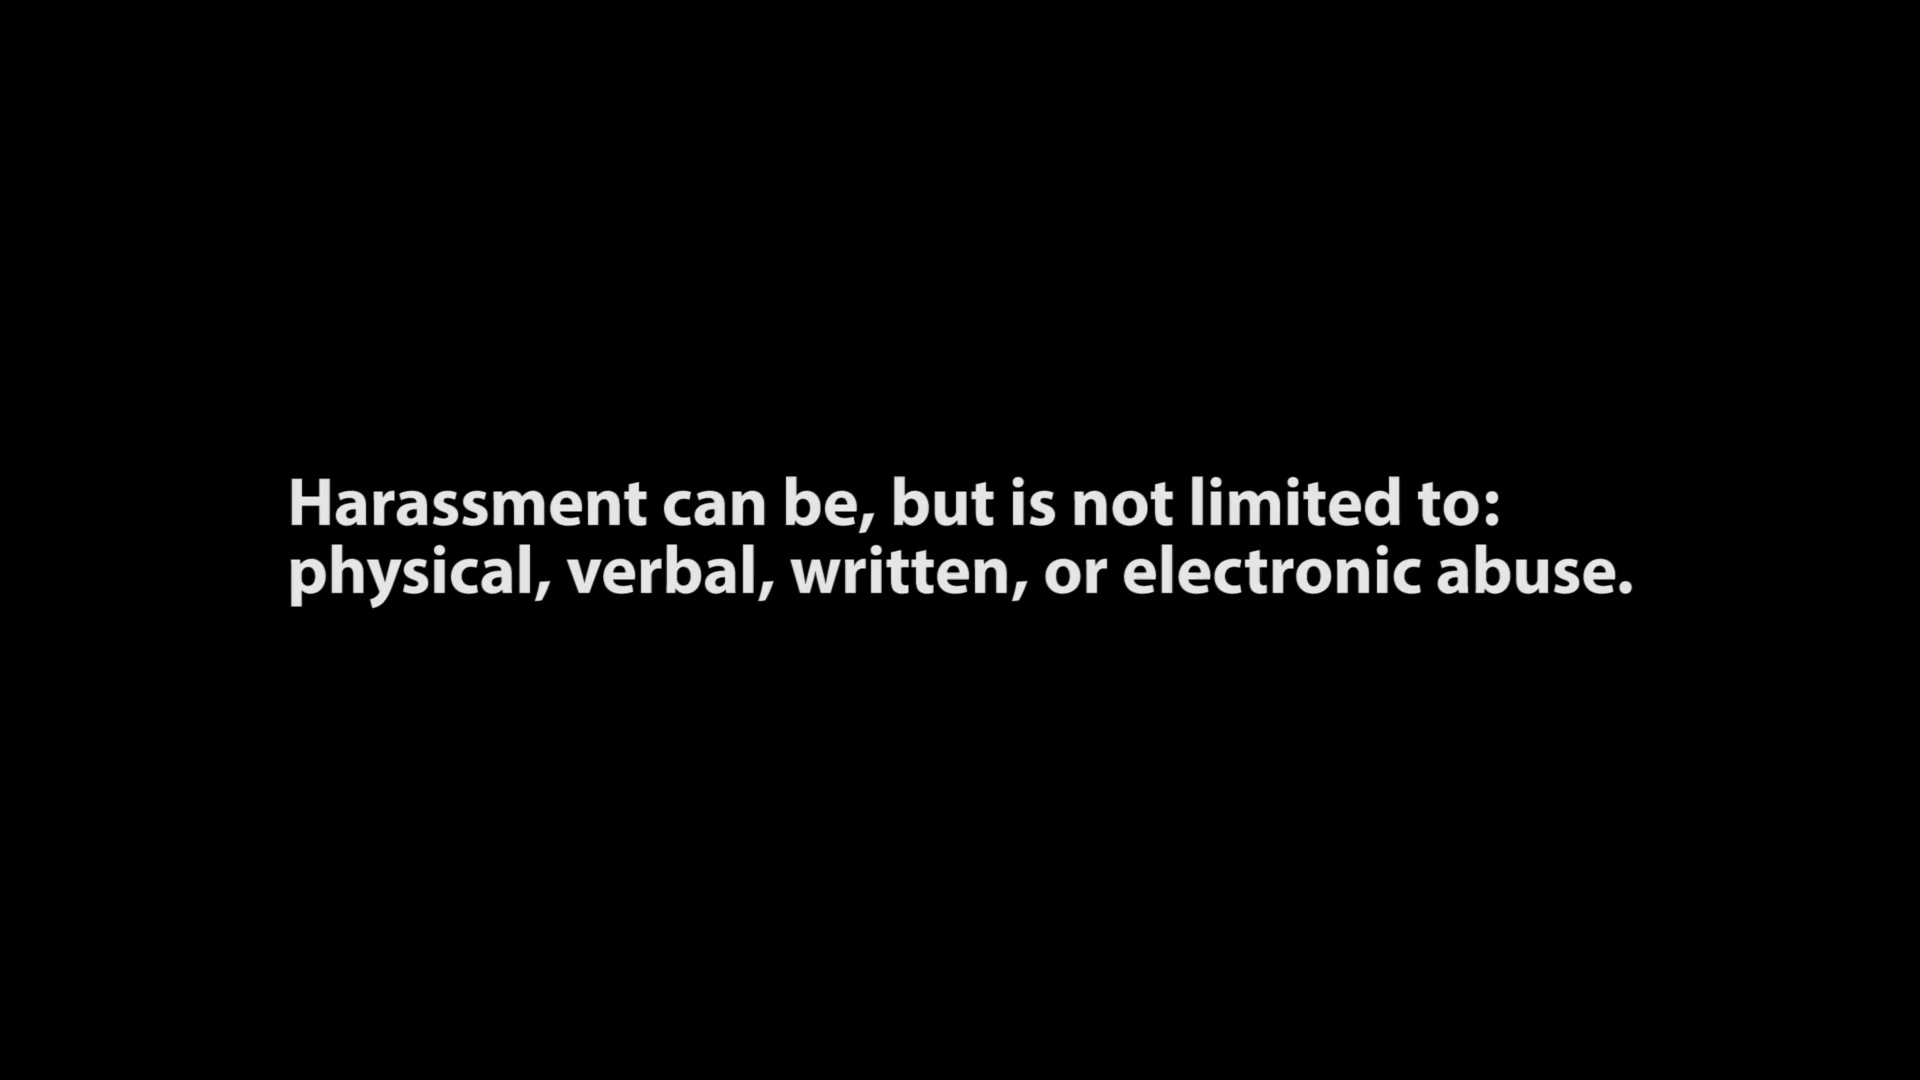 Harassment can be, but is not limited to:
physical, verbal, written, or electronic abuse.